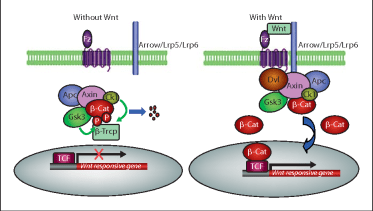 Without Wnt
Fz
Arrow/Lrp5/Lrp6
Apc
Axin
Ck1
β-Cat
Gsk3
P
P
β-Trcp
TCF
Wnt responsive gene
With Wnt
Wnt
Fz
Arrow/Lrp5/Lrp6
Dvl
Axin
Apc
Ck1
Gsk3
β-Cat
β-Cat
β-Cat
β-Cat
TCF
Wnt responsive gene